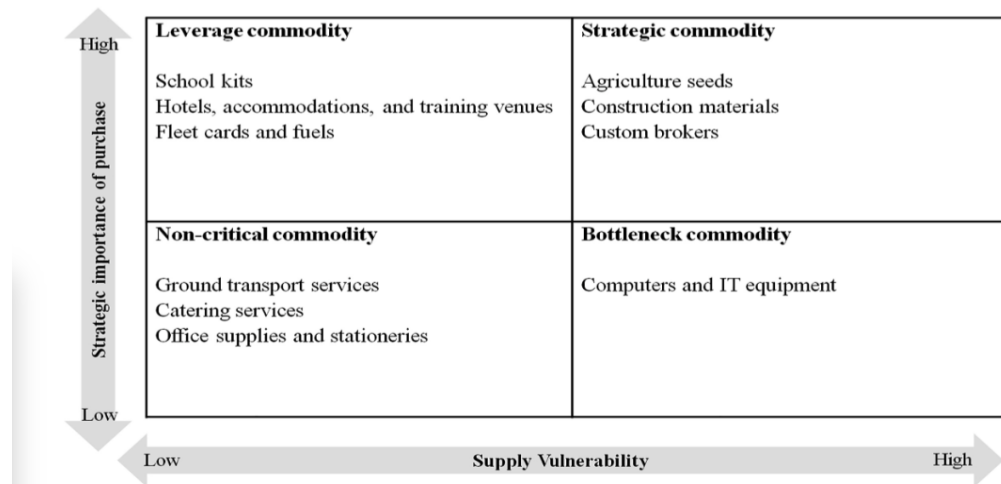 High
Strategic importance of purchase
Low
Leverage commodity
School kits
Hotels, accommodations, and training venues
Fleet cards and fuels
Strategic commodity
Agriculture seeds
Construction materials
Custom brokers
Non-critical commodity
Ground transport services
Catering services
Office supplies and stationeries
Bottleneck commodity
Computers and IT equipment
Low
Supply Vulnerability
High